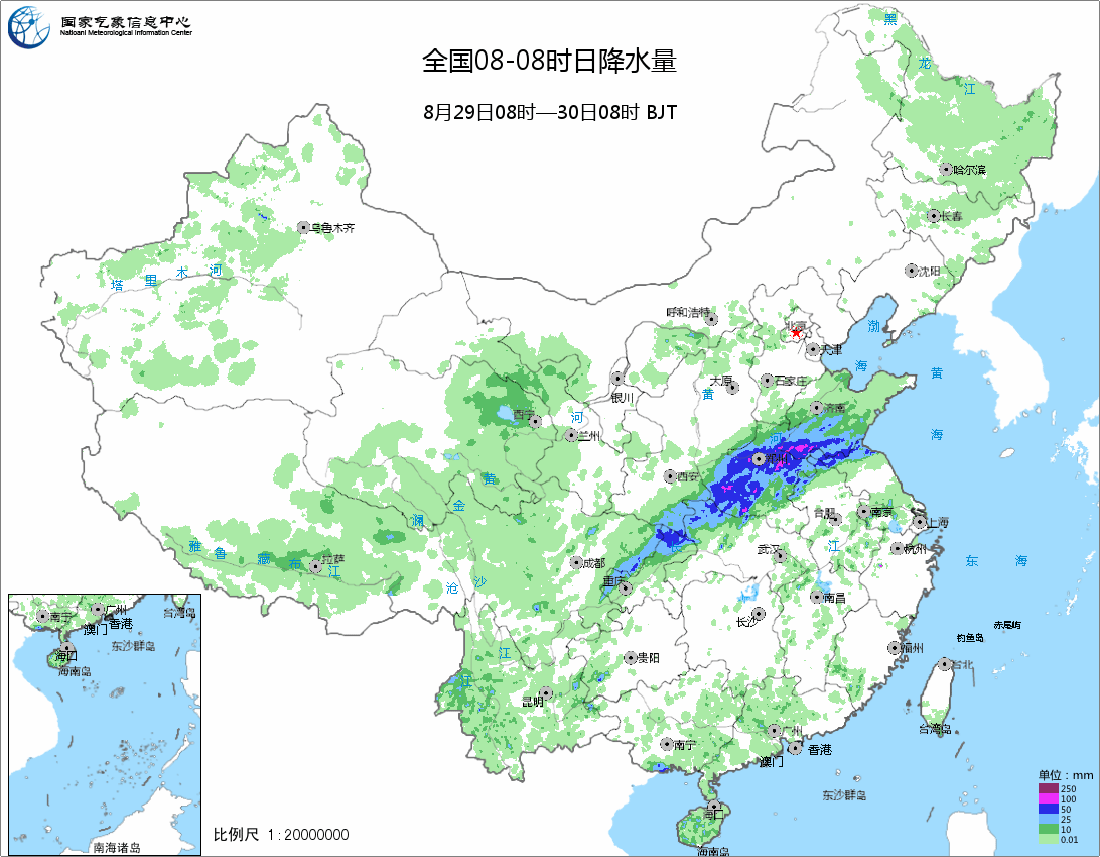 国家气象信息中心
Naitoanl Meteorological Information Center
全国08-08时日降水量
8月29日08时—30日08时 BJT
黑
龙
江
哈尔滨
长春
沈阳
乌鲁木齐
塔
里
木
河
呼和浩特
北京
天津
渤
海
黄
海
银川
太原
石家庄
黄
济南
河
西宁
兰州
河
郑州
西安
黄
金
澜
合肥
南京
上海
雅
鲁
藏
布
江
拉萨
成都
长
武汉
江
杭州
东
海
沧
沙
重庆
南昌
长沙
赤尾屿
钓鱼岛
江
贵阳
福州
台北
江
昆明
南宁
广州
香港
澳门
台湾岛
海口
海南岛
东沙群岛
南宁
广州
台湾岛
澳门
香港
海口
东沙群岛
海南岛
南海诸岛
比例尺 1:20000000
单位:mm
250
100
50
25
10
0.01